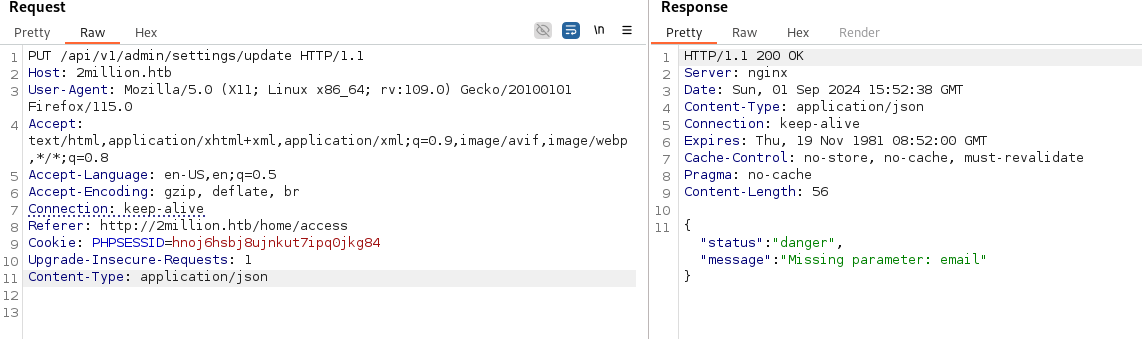 Request
Pretty Raw Hex
\n
1 PUT /api/v1/admin/settings/update HTTP/1.1
2 Host: 2million.htb
3 User-Agent: Mozilla/5.0 (X11; Linux x86_64; rv:109.0) Gecko/20100101
Firefox/115.0
4 Accept:
text/html,application/xhtml+xml,application/xml;q=0.9,image/avif,image/webp
,*/*;q=0.8
5 Accept-Language: en-US,en;q=0.5
6 Accept-Encoding: gzip, deflate, br
7 Connection: keep-alive
8 Referer: http://2million.htb/home/access
9 Cookie: PHPSESSID=hnoj6hsbj8ujnkut7ipq0jkg84
10 Upgrade-Insecure-Requests: 1
11 Content-Type: application/json
12
13
Response
Pretty Raw Hex Render
1 HTTP/1.1 200 OK
2 Server: nginx
3 Date: Sun, 01 Sep 2024 15:52:38 GMT
4 Content-Type: application/json
5 Connection: keep-alive
6 Expires: Thu, 19 Nov 1981 08:52:00 GMT
7 Cache-Control: no-store, no-cache, must-revalidate
8 Pragma: no-cache
9 Content-Length: 56
10
11 {
"status":"danger",
"message":"Missing parameter: email"
}